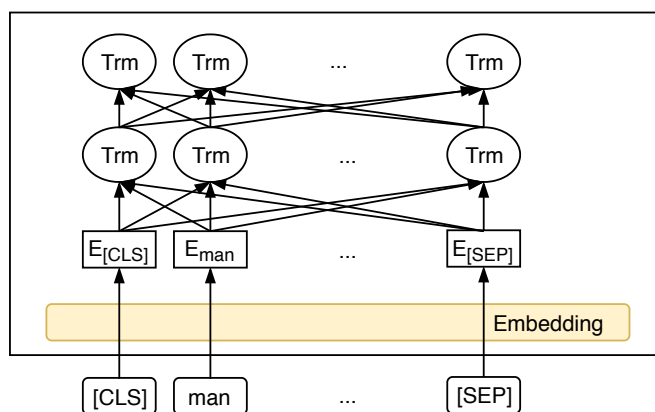 Trm Trm ... Trm
Trm Trm ... Trm
E[CLS] Eman ... E[SEP]
Embedding
[CLS] man ... [SEP]